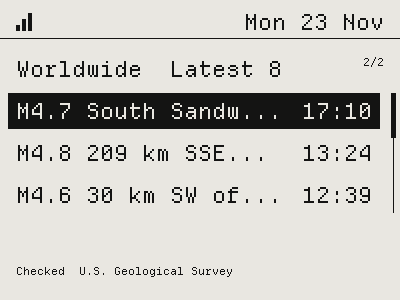 Mon 23 Nov
Worldwide  Latest 8
2/2
M4.7 South Sandw... 17:10
M4.8 209 km SSE... 13:24
M4.6 30 km SW of... 12:39
Checked  U.S. Geological Survey